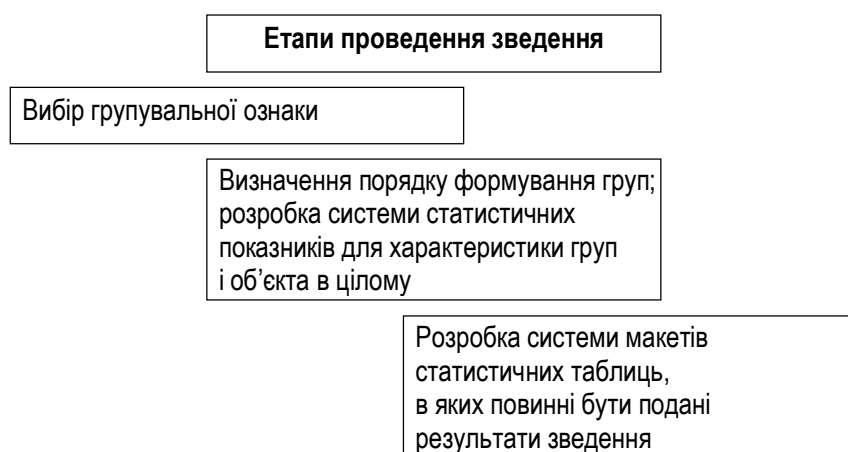 Етапи проведення зведення
Вибір групувальної ознаки
Визначення порядку формування груп;
розробка системи статистичних
показників для характеристики груп
і об’єкта в цілому
Розробка системи макетів
статистичних таблиць,
в яких повинні бути подані
результати зведення